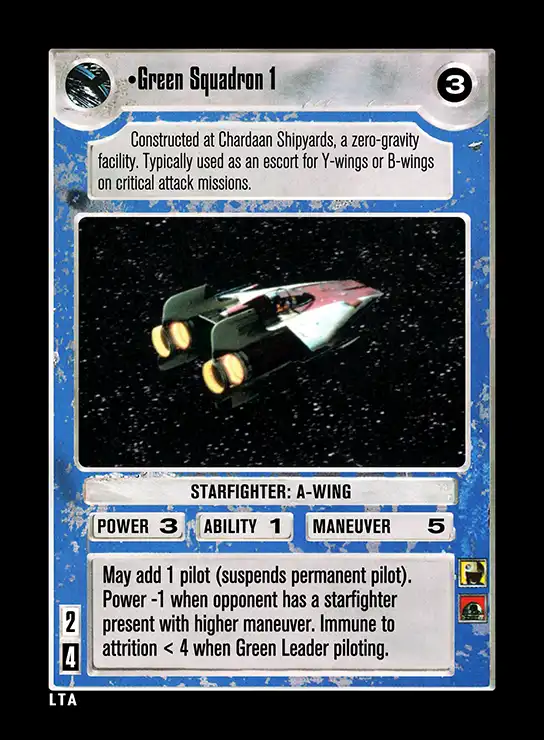 •Green Squadron 1
3
Constructed at Chardaan Shipyards, a zero-gravity
facility. Typically used as an escort for Y-wings or B-wings
on critical attack missions.
STARFIGHTER: A-WING
POWER 3 ABILITY 1 MANEUVER 5
May add 1 pilot (suspends permanent pilot).
Power -1 when opponent has a starfighter
present with higher maneuver. Immune to
attrition < 4 when Green Leader piloting.
2
4
LTA